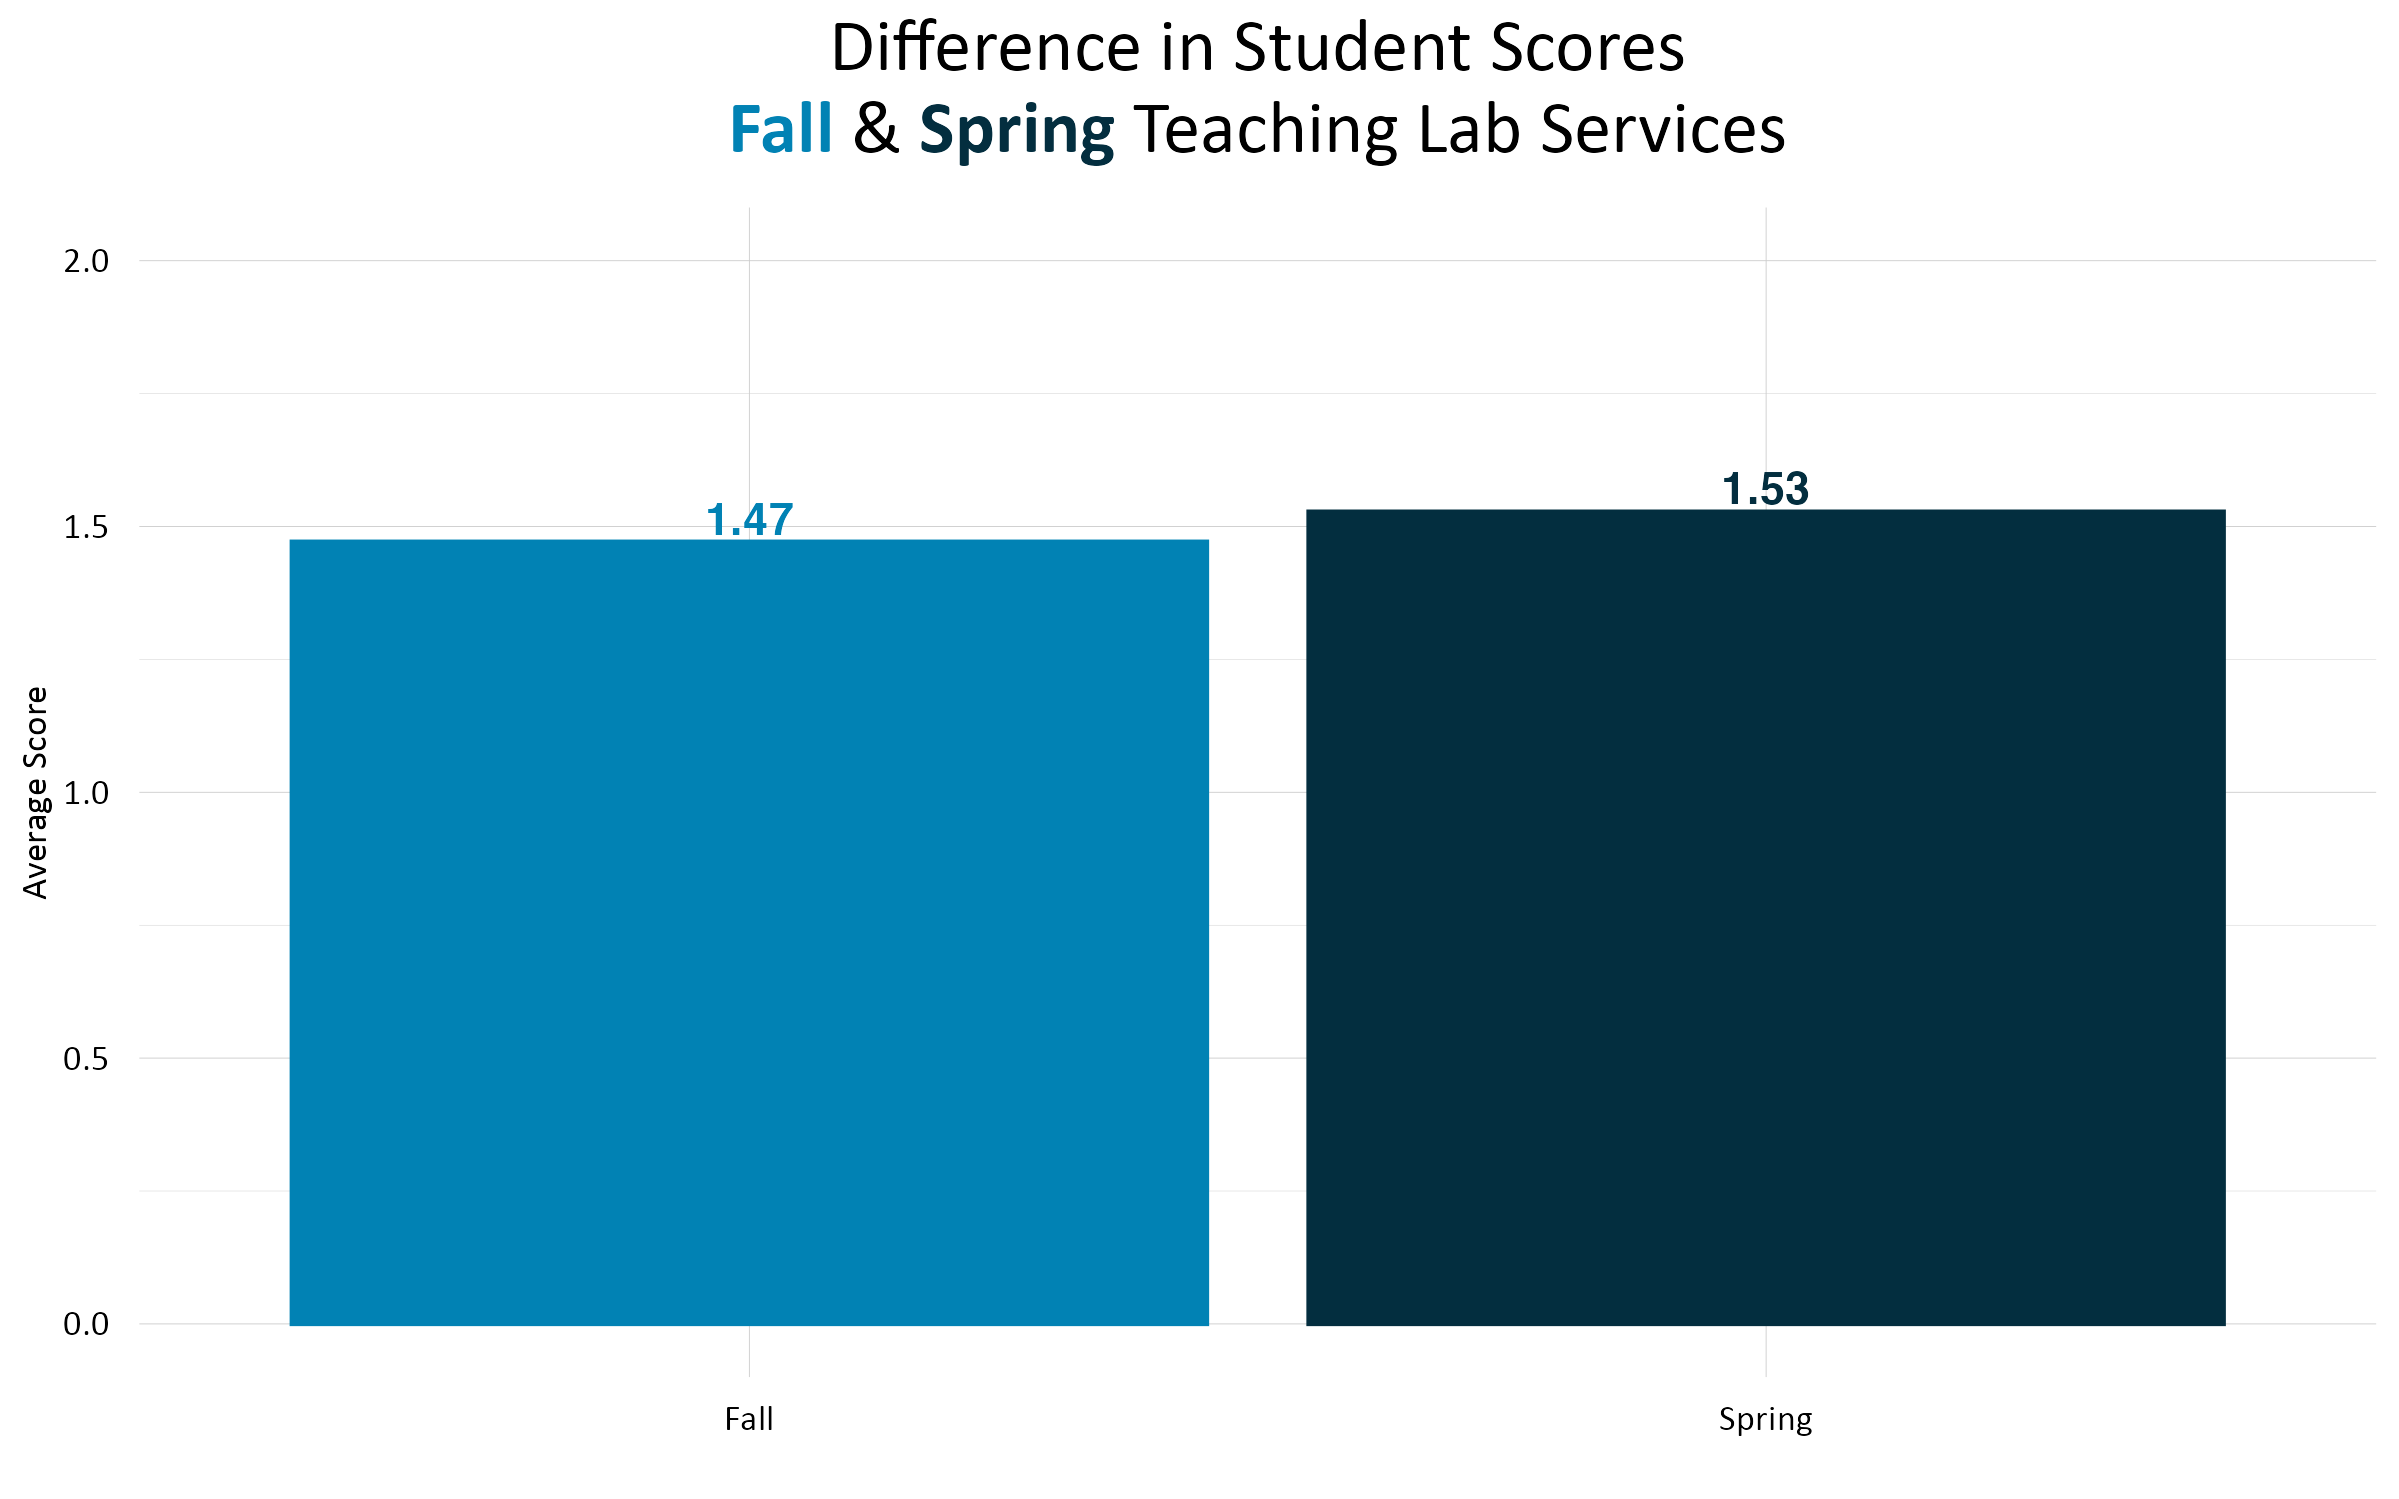 Difference in Student Scores
Fall & Spring Teaching Lab Services
2.0
1.5
1.0
0.5
0.0
Average Score
1.47
1.53
Fall
Spring